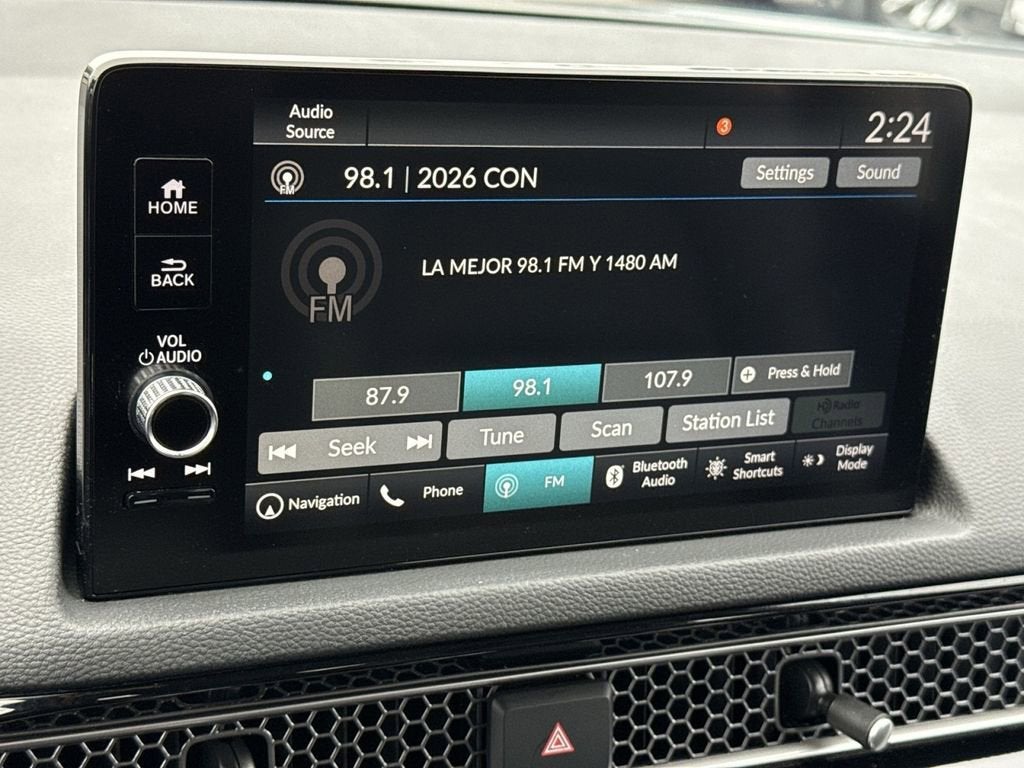 Audio
Source
3
2:24
FM
98.1 | 2026 CON
Settings
Sound
HOME
BACK
FM
LA MEJOR 98.1 FM Y 1480 AM
VOL
AUDIO
87.9
98.1
107.9
Press & Hold
Seek
Tune
Scan
Station List
HD Radio
Channels
Navigation
Phone
FM
Bluetooth
Audio
Smart
Shortcuts
Display
Mode